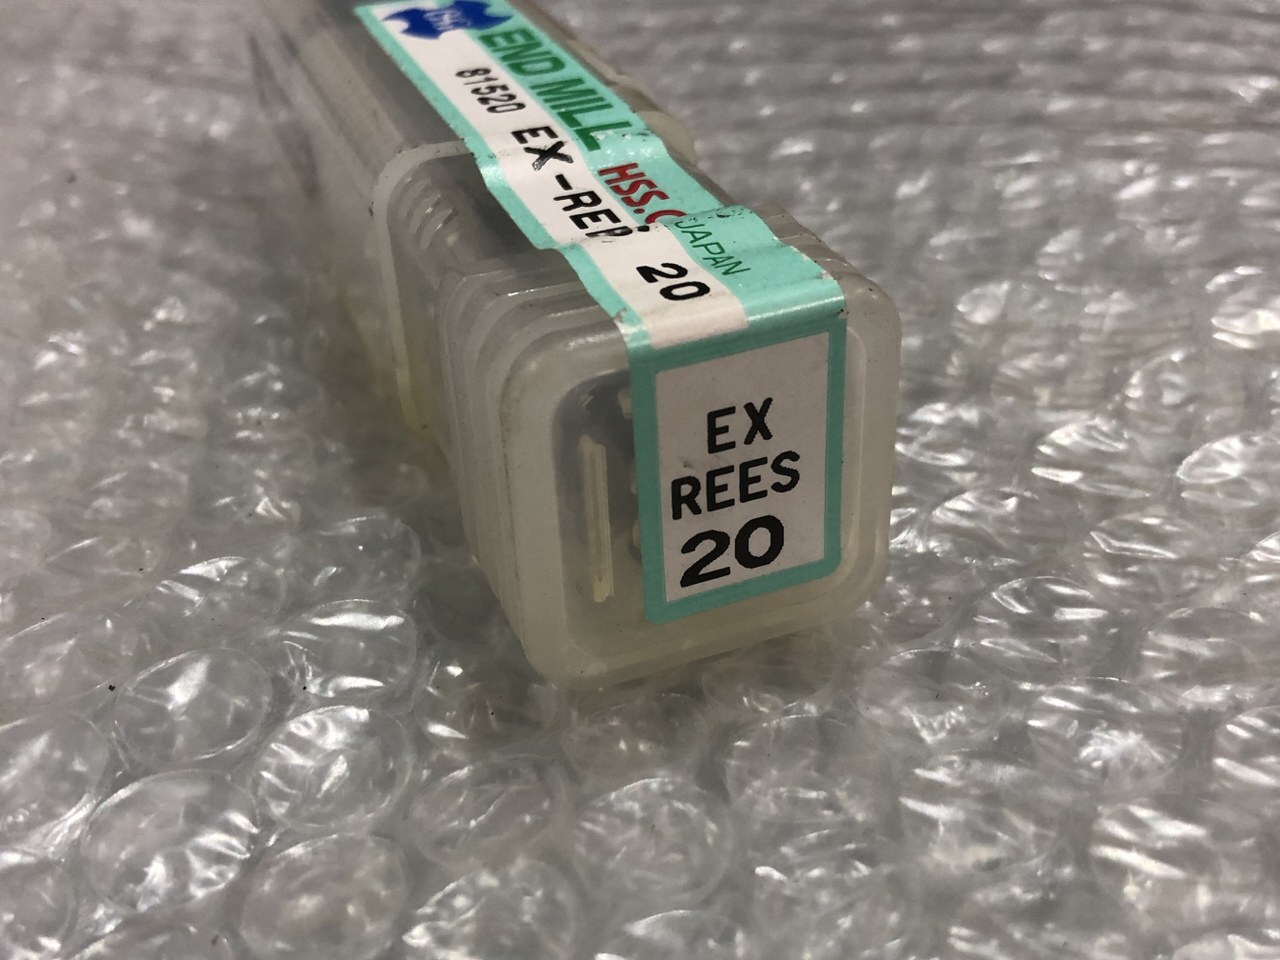 END MILL HSS.C
JAPAN
81520 EX-REE 20
EX
REES
20